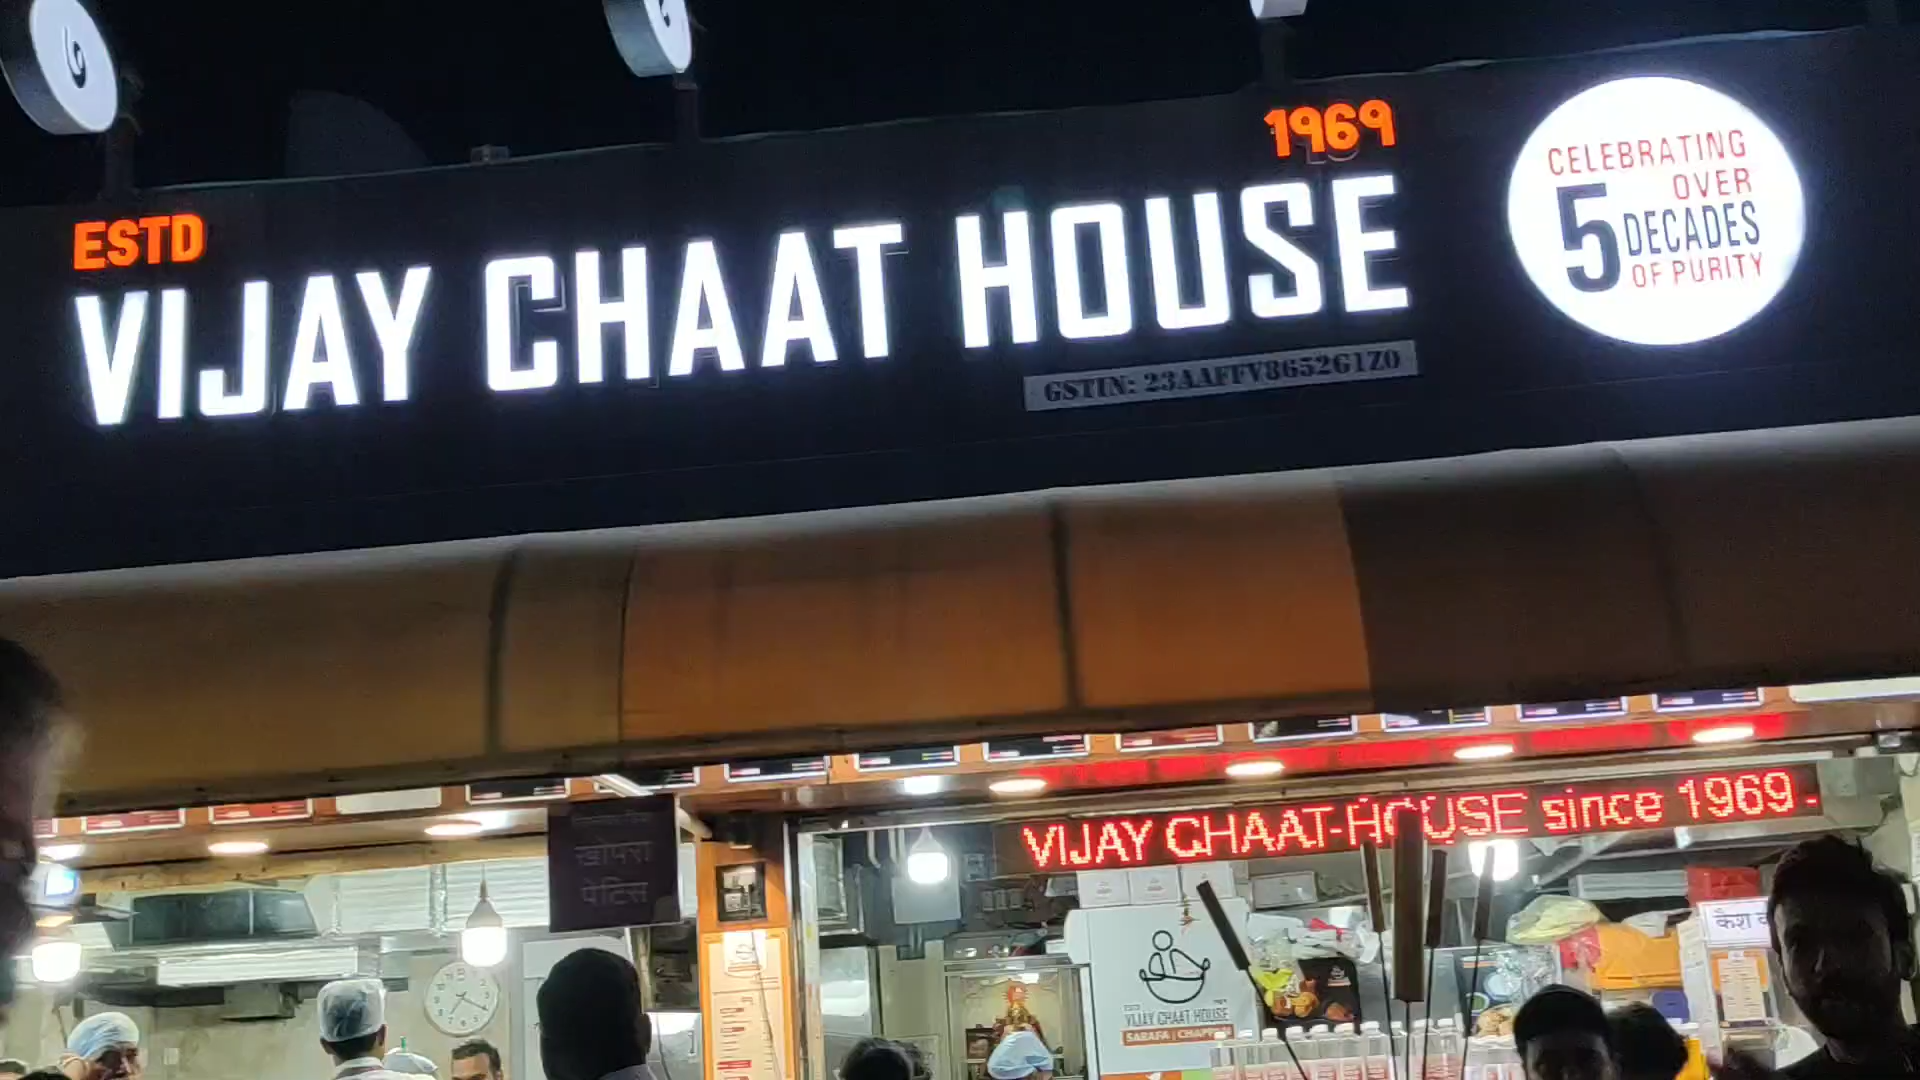 ESTD
1969
VIJAY CHAAT HOUSE
GSTIN: 23AAFFV8652G1Z0
CELEBRATING
OVER
5 DECADES
OF PURITY
VIJAY CHAAT-HOUSE since 1969 -
खोपरा
पेटिस
कैश
VIJAY CHAAT HOUSE
SARAFA | CHAPPAN